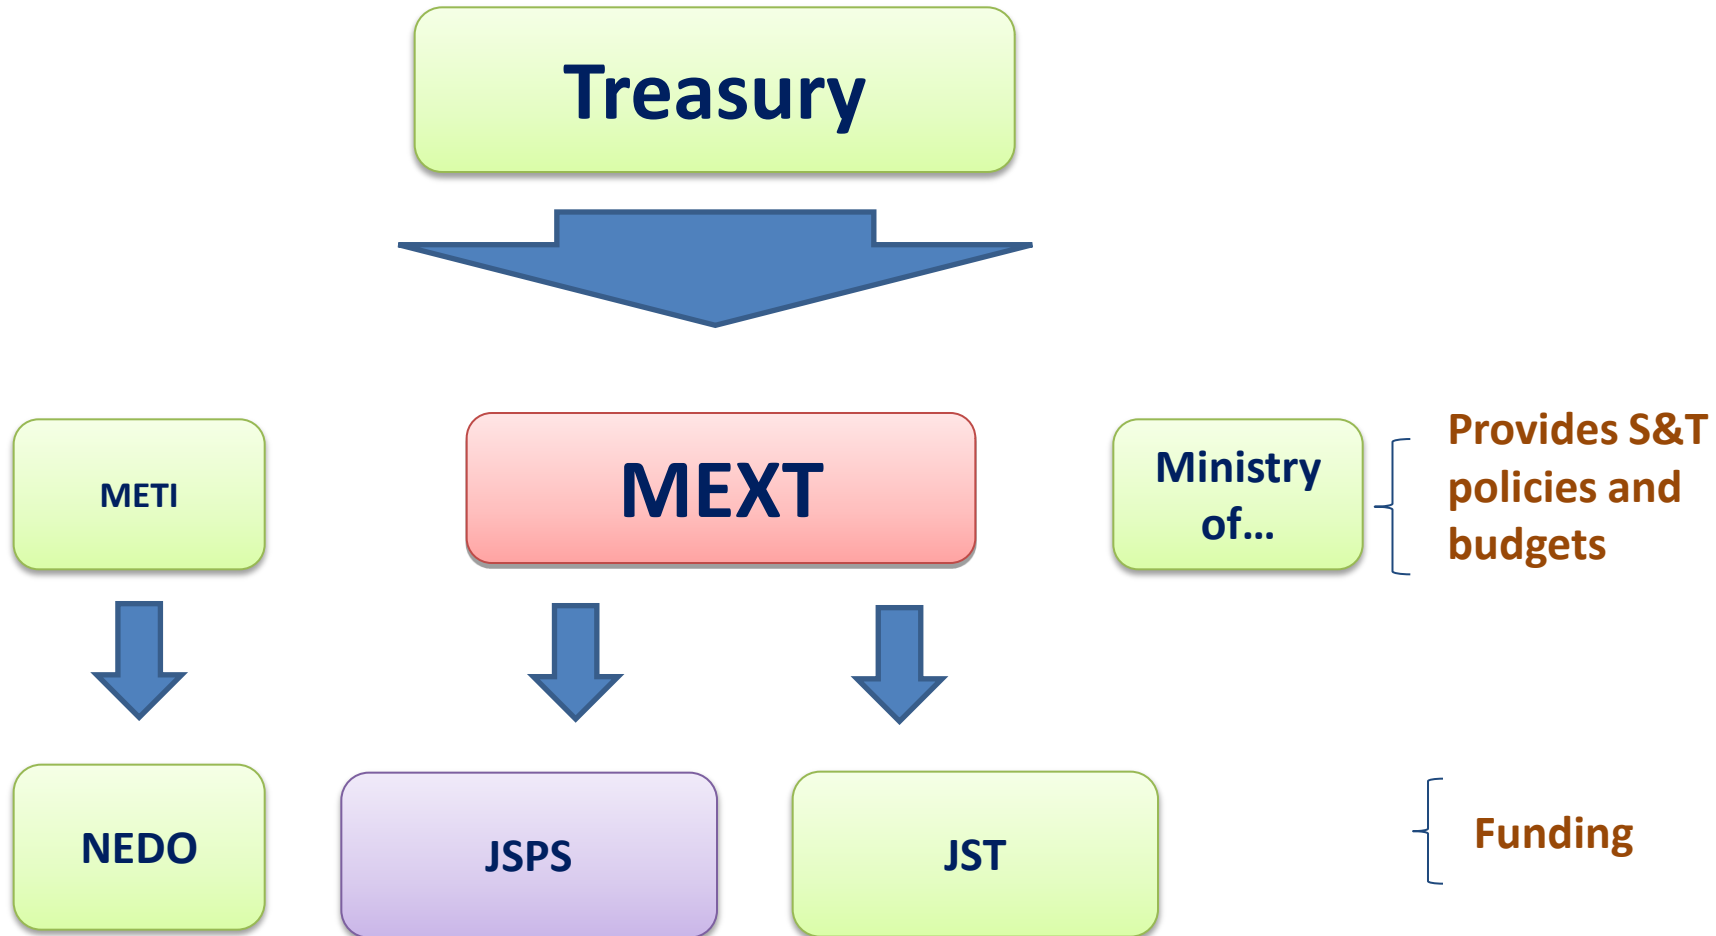 Treasury
METI
MEXT
Ministry
of...
Provides S&T
policies and
budgets
NEDO
JSPS
JST
Funding